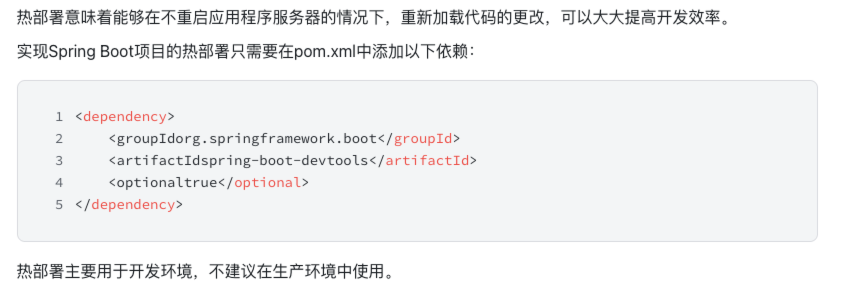 热部署意味着能够在不重启应用程序服务器的情况下，重新加载代码的更改，可以大大提高开发效率。
实现Spring Boot项目的热部署只需要在pom.xml中添加以下依赖：
1 <dependency>
2     <groupIdorg.springframework.boot</groupId>
3     <artifactIdspring-boot-devtools</artifactId>
4     <optionaltrue</optional>
5 </dependency>
热部署主要用于开发环境，不建议在生产环境中使用。